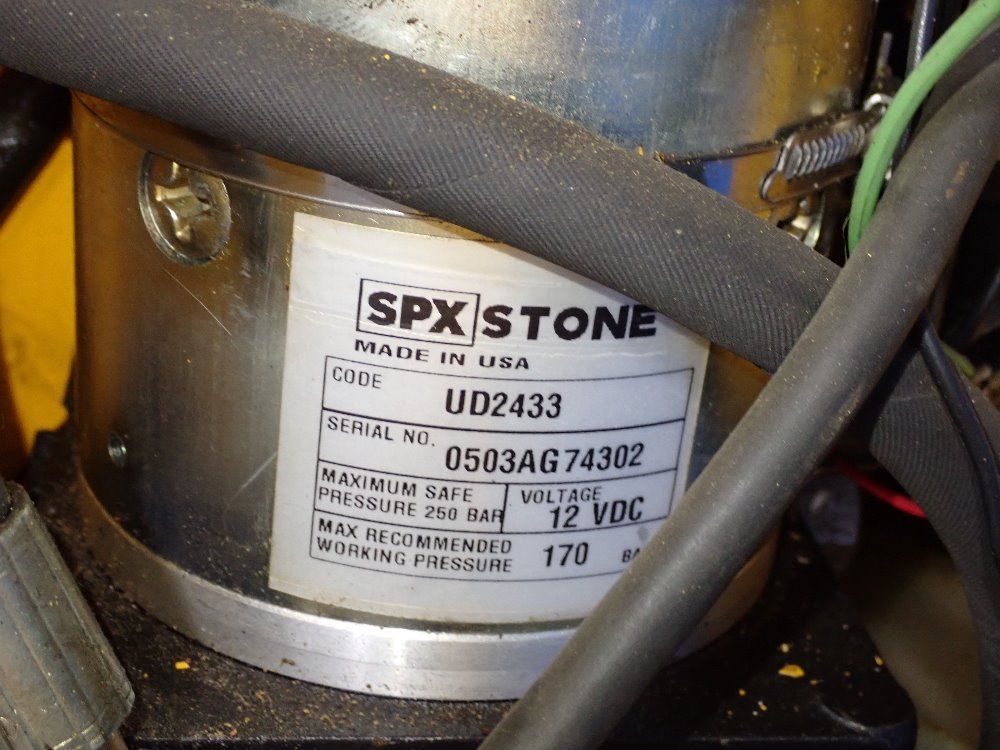 SPX STONE
MADE IN USA
CODE
UD2433
SERIAL NO.
0503AG74302
MAXIMUM SAFE
PRESSURE 250 BAR
VOLTAGE
12 VDC
MAX RECOMMENDED
WORKING PRESSURE
170